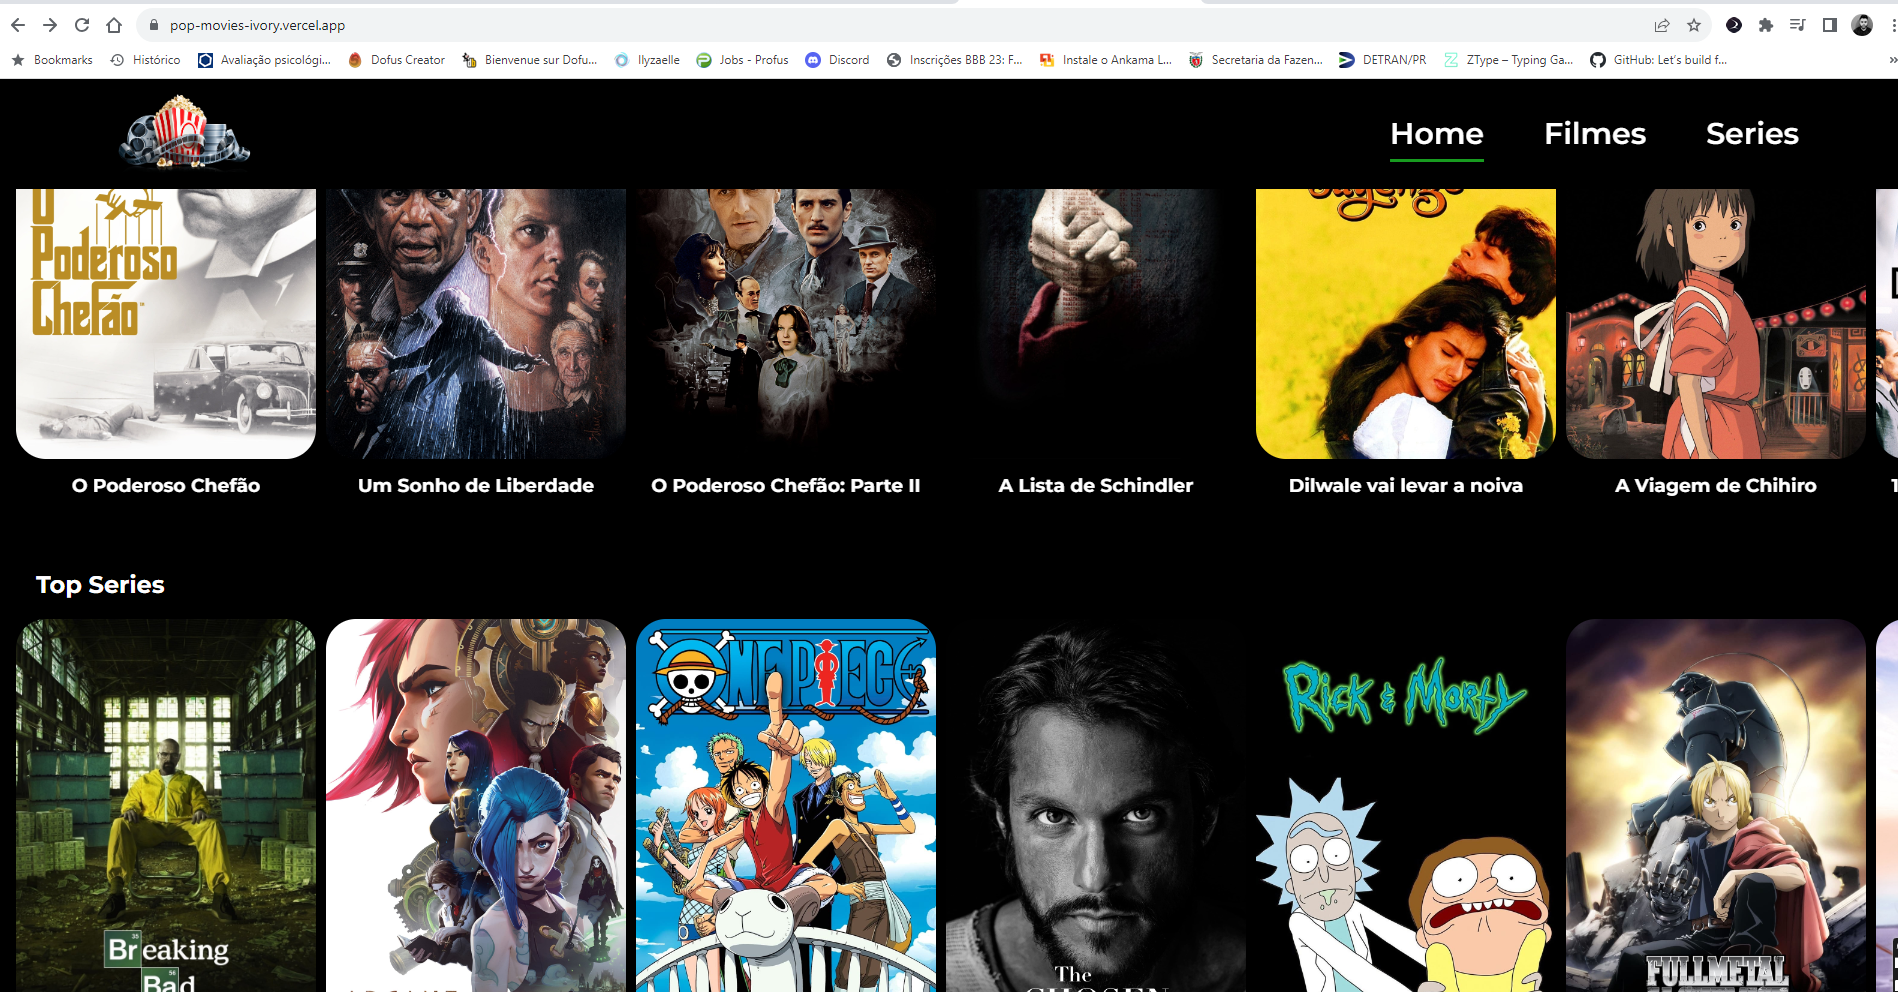 pop-movies-ivory.vercel.app
Bookmarks Histórico Avaliação psicológi... Dofus Creator Bienvenue sur Dofu... Ilyzaelle Jobs - Profus Discord Inscrições BBB 23: F... Instale o Ankama L... Secretaria da Fazen... DETRAN/PR ZType – Typing Ga... GitHub: Let's build f... »
Home Filmes Series
O
Poderoso
Chefão
O Poderoso Chefão
Um Sonho de Liberdade
O Poderoso Chefão: Parte II
A Lista de Schindler
Dilwale vai levar a noiva
A Viagem de Chihiro
1
Top Series
Breaking
Bad
35
56
ONE PIECE
The
CHOSEN
Rick & Morty
FULLMETAL